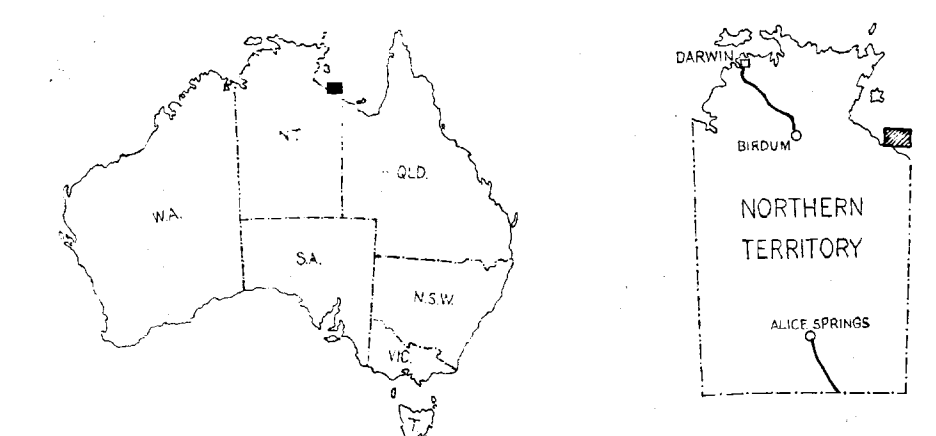 N.T.
QLD.
W.A.
S.A.
N.S.W.
VIC.
T.
DARWIN
BIRDUM
NORTHERN
TERRITORY
ALICE SPRINGS